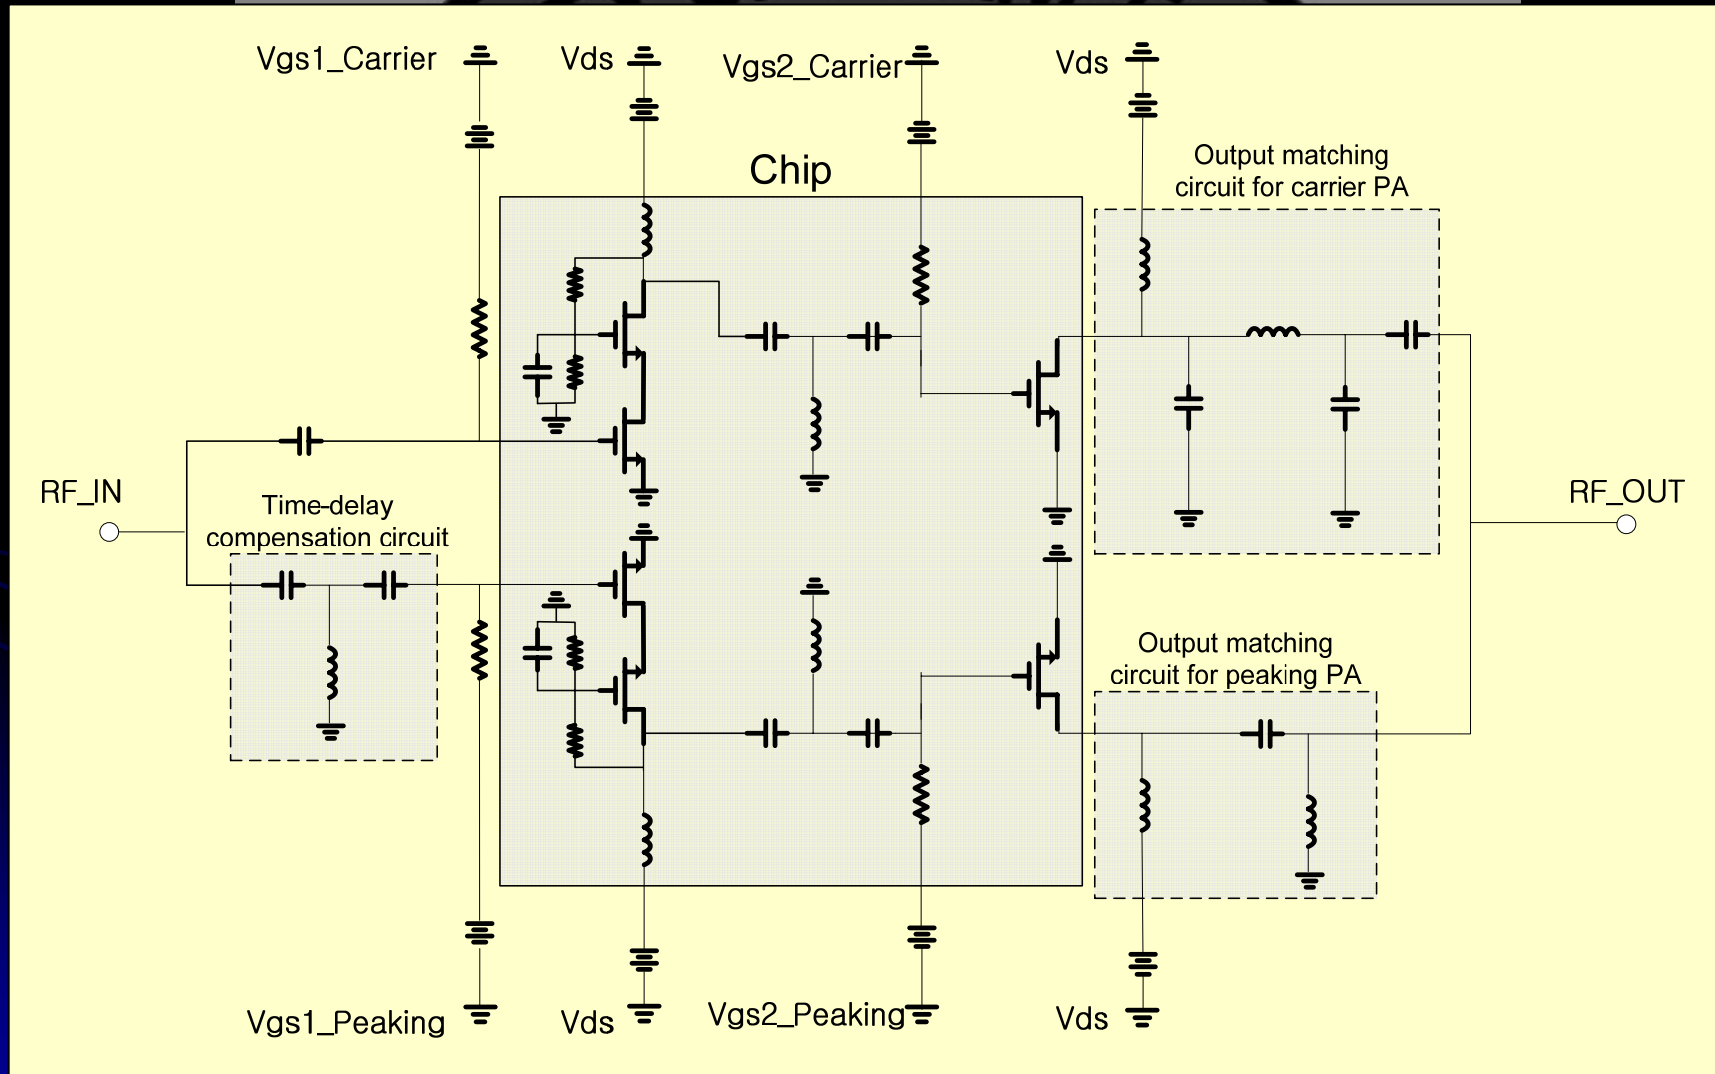 Vgs1_Carrier
Vds
Vgs2_Carrier
Vds
Output matching
circuit for carrier PA
Chip
RF_IN
Time-delay
compensation circuit
RF_OUT
Output matching
circuit for peaking PA
Vgs1_Peaking
Vds
Vgs2_Peaking
Vds